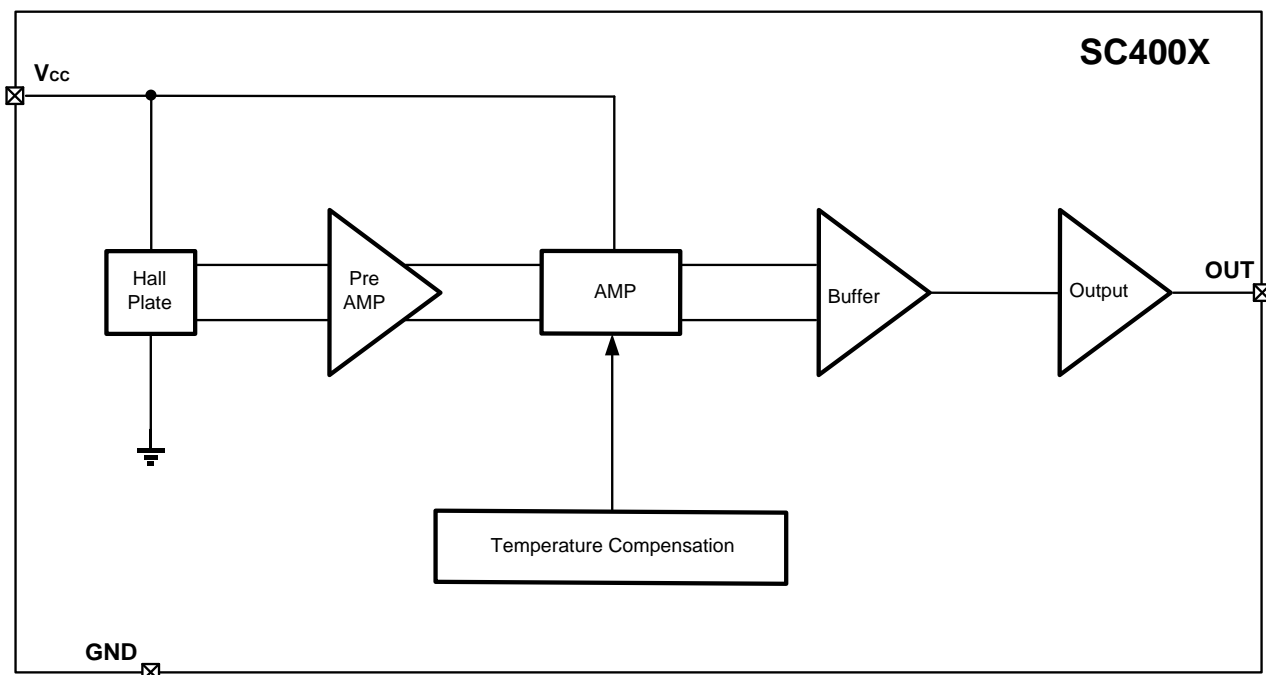 SC400X
Vcc
Hall
Plate
Pre
AMP
AMP
Buffer
Output
OUT
Temperature Compensation
GND